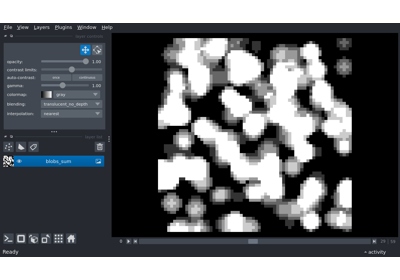 File View Layers Plugins Window Help
opacity: 1.00
contrast limits:
auto-contrast: once continuous
gamma: 1.00
colormap: gray
blending: translucent_no_depth
interpolation: nearest
blobs_sum
Ready
activity